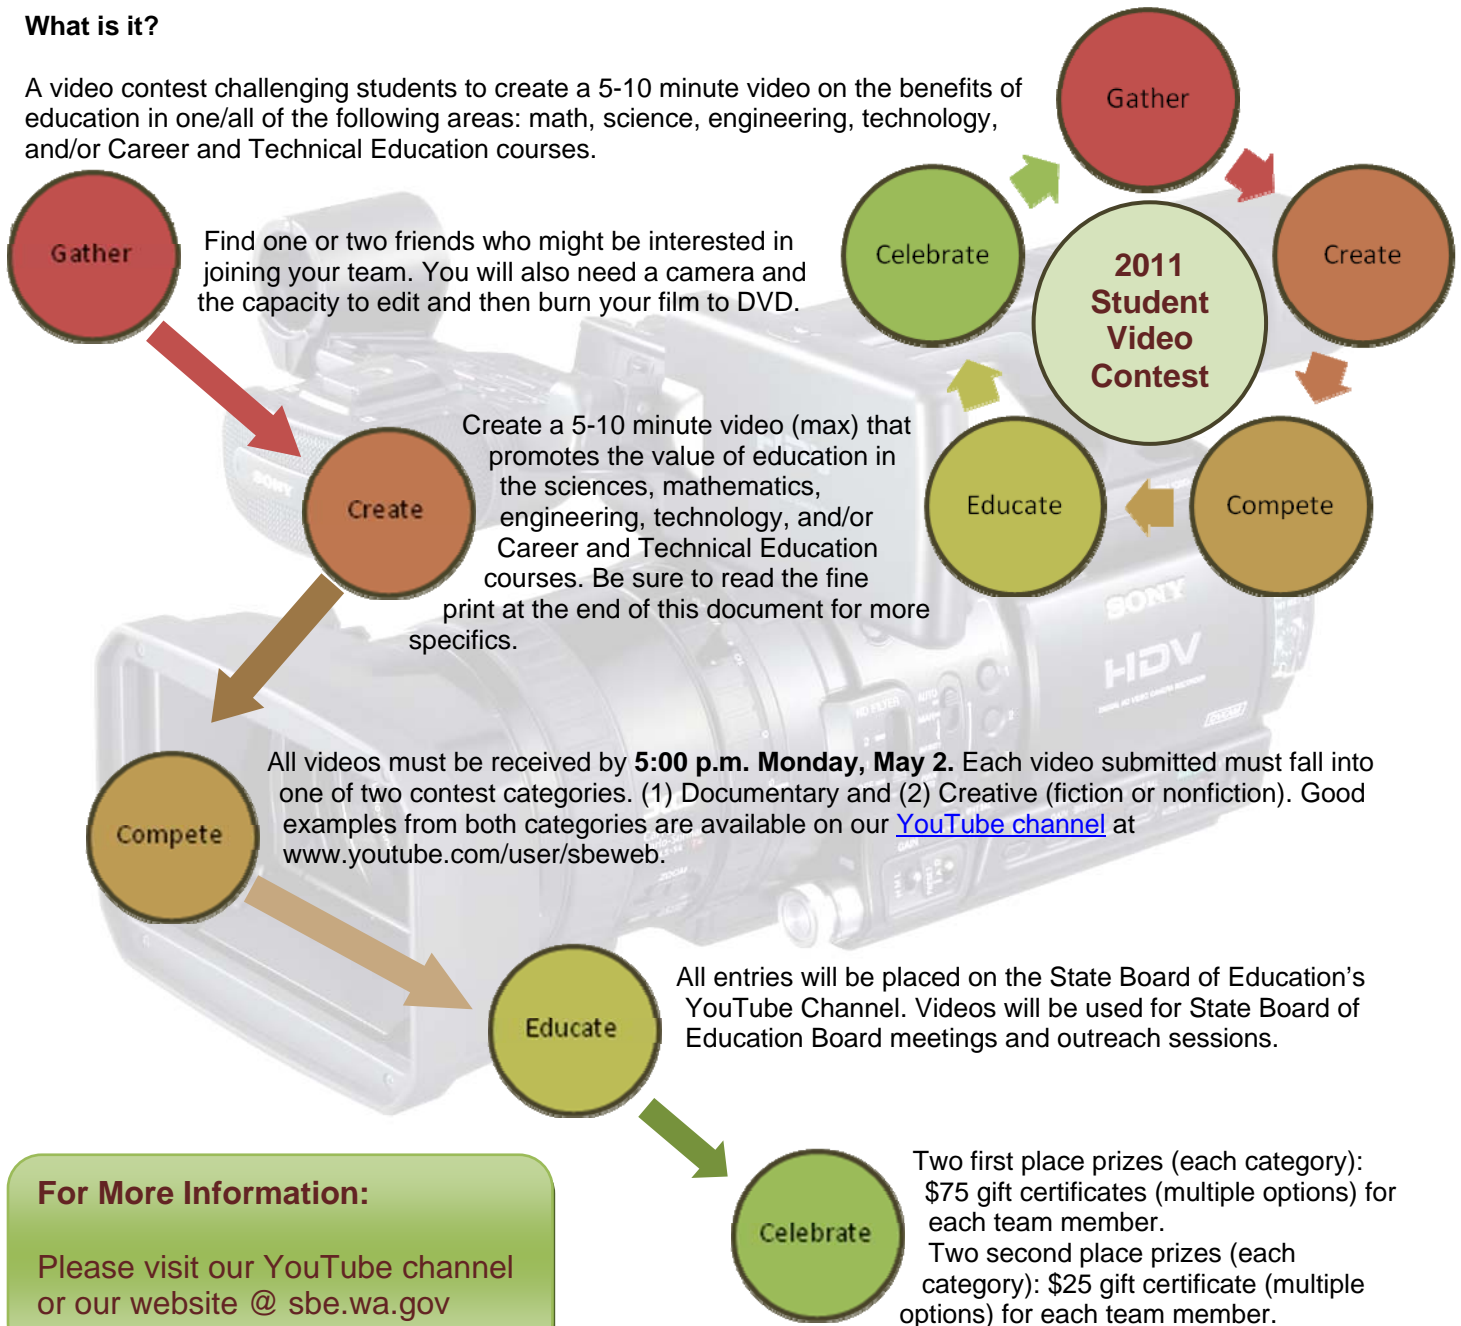 What is it?
A video contest challenging students to create a 5-10 minute video on the benefits of
education in one/all of the following areas: math, science, engineering, technology,
and/or Career and Technical Education courses.
Gather
Create
Compete
Educate
Celebrate
2011
Student
Video
Contest
Gather
Find one or two friends who might be interested in
joining your team. You will also need a camera and
the capacity to edit and then burn your film to DVD.
Create
Create a 5-10 minute video (max) that
promotes the value of education in
the sciences, mathematics,
engineering, technology, and/or
Career and Technical Education
courses. Be sure to read the fine
print at the end of this document for more
specifics.
SONY
SONY
HDV
Compete
All videos must be received by 5:00 p.m. Monday, May 2. Each video submitted must fall into
one of two contest categories. (1) Documentary and (2) Creative (fiction or nonfiction). Good
examples from both categories are available on our YouTube channel at
www.youtube.com/user/sbeweb.
Educate
All entries will be placed on the State Board of Education's
YouTube Channel. Videos will be used for State Board of
Education Board meetings and outreach sessions.
Celebrate
Two first place prizes (each category):
$75 gift certificates (multiple options) for
each team member.
Two second place prizes (each
category): $25 gift certificate (multiple
options) for each team member.
For More Information:
Please visit our YouTube channel
or our website @ sbe.wa.gov